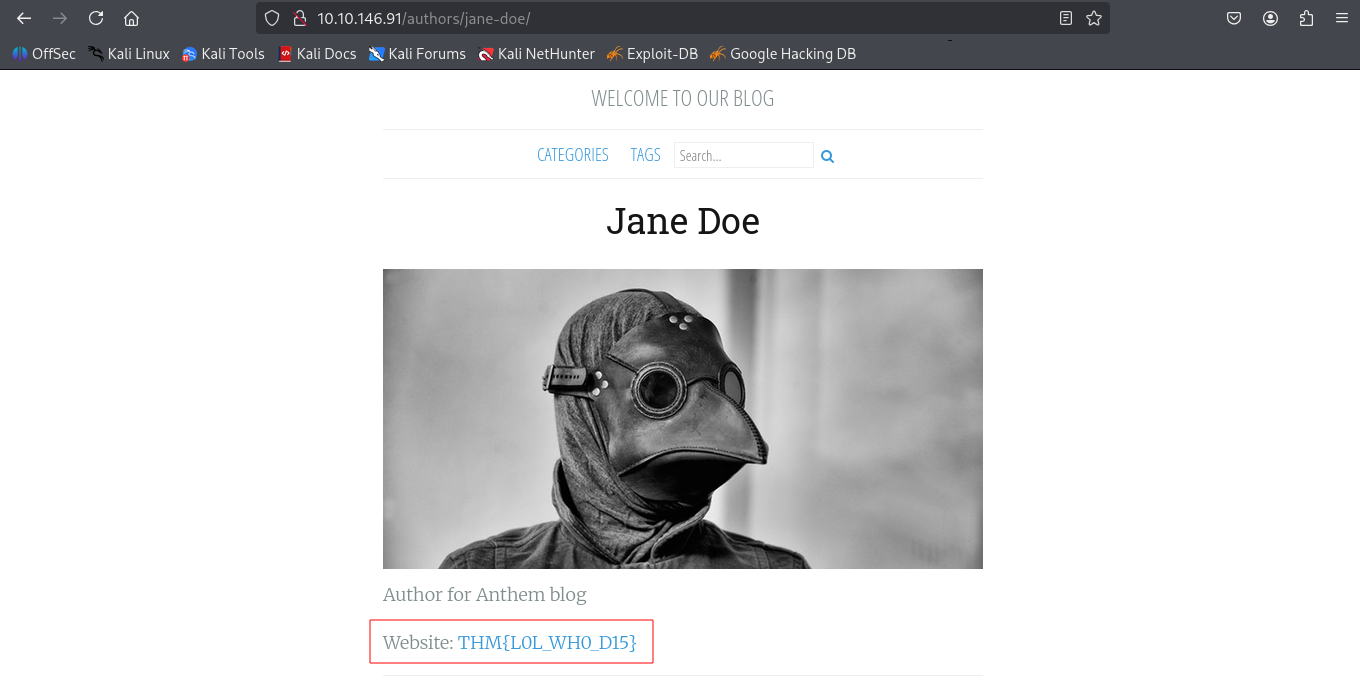 10.10.146.91/authors/jane-doe/
OffSec Kali Linux Kali Tools Kali Docs Kali Forums Kali NetHunter Exploit-DB Google Hacking DB
WELCOME TO OUR BLOG
CATEGORIES TAGS Search...
Jane Doe
Author for Anthem blog
Website: THM{L0L_WH0_D15}